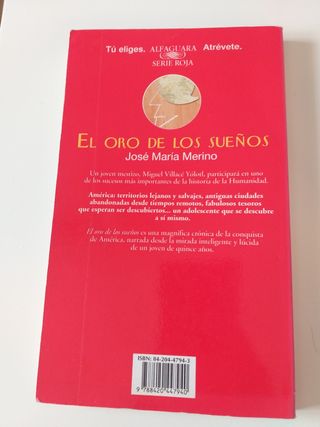 Tú eliges. ALFAGUARA Atrévete.
SERIE ROJA
EL ORO DE LOS SUEÑOS
José María Merino
Un joven mestizo, Miguel Villacé Yólotl, participará en uno
de los sucesos más importantes de la historia de la Humanidad.
América: territorios lejanos y salvajes, antiguas ciudades
abandonadas desde tiempos remotos, fabulosos tesoros
que esperan ser descubiertos... un adolescente que se descubre
a sí mismo.
El oro de los sueños es una magnífica crónica de la conquista
de América, narrada desde la mirada inteligente y lúcida
de un joven de quince años.
ISBN: 84-204-4794-3
9 788420 447940